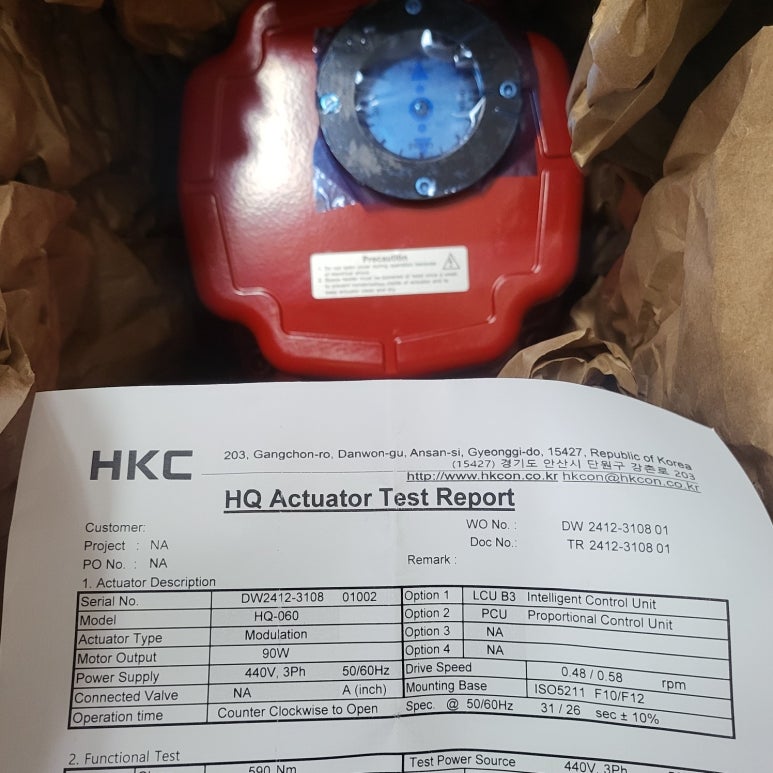 Precautitin
HKC
203, Gangchon-ro, Danwon-gu, Ansan-si, Gyeonggi-do, 15427, Republic of Korea
(15427) 경기도 안산시 단원구 강촌로 203
http://www.hkcon.co.kr hkcon@hkcon.co.kr
HQ Actuator Test Report
Customer: WO No. : DW 2412-3108 01
Project : NA Doc No.: TR 2412-3108 01
PO No. : NA Remark :
1. Actuator Description
Serial No. DW2412-3108 01002 Option 1 LCU B3 Intelligent Control Unit
Model HQ-060 Option 2 PCU Proportional Control Unit
Actuator Type Modulation Option 3 NA
Motor Output 90W Option 4 NA
Power Supply 440V, 3Ph 50/60Hz Drive Speed 0.48 / 0.58 rpm
Connected Valve NA A (inch) Mounting Base ISO5211 F10/F12
Operation time Counter Clockwise to Open Spec. @ 50/60Hz 31 / 26 sec ± 10%
2. Functional Test
590 Nm Test Power Source 440V, 3Ph